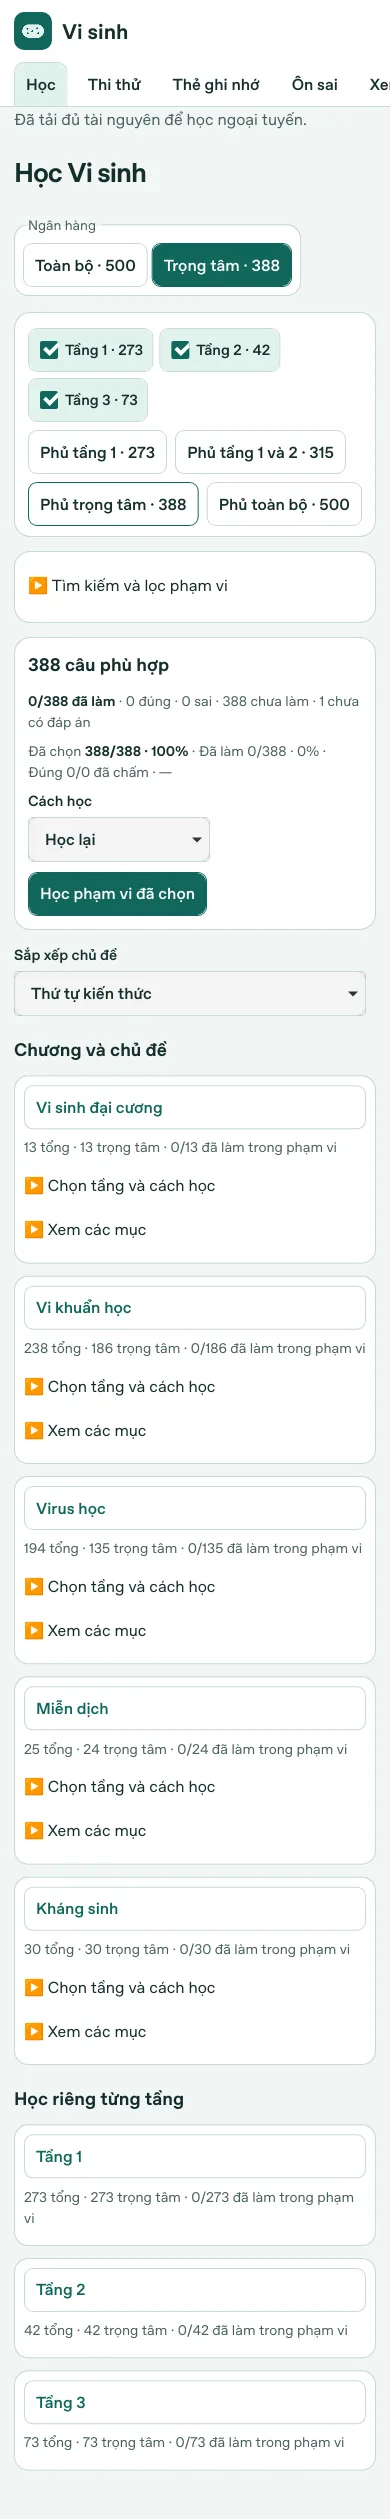 Vi sinh
Học Thi thử Thẻ ghi nhớ Ôn sai Xe
Đã tải đủ tài nguyên để học ngoại tuyến.
Học Vi sinh
Ngân hàng
Toàn bộ · 500 Trọng tâm · 388
Tầng 1 · 273 Tầng 2 · 42
Tầng 3 · 73
Phủ tầng 1 · 273 Phủ tầng 1 và 2 · 315
Phủ trọng tâm · 388 Phủ toàn bộ · 500
Tìm kiếm và lọc phạm vi
388 câu phù hợp
0/388 đã làm · 0 đúng · 0 sai · 388 chưa làm · 1 chưa
có đáp án
Đã chọn 388/388 · 100% · Đã làm 0/388 · 0% ·
Đúng 0/0 đã chấm · —
Cách học
Học lại
Học phạm vi đã chọn
Sắp xếp chủ đề
Thứ tự kiến thức
Chương và chủ đề
Vi sinh đại cương
13 tổng · 13 trọng tâm · 0/13 đã làm trong phạm vi
Chọn tầng và cách học
Xem các mục
Vi khuẩn học
238 tổng · 186 trọng tâm · 0/186 đã làm trong phạm vi
Chọn tầng và cách học
Xem các mục
Virus học
194 tổng · 135 trọng tâm · 0/135 đã làm trong phạm vi
Chọn tầng và cách học
Xem các mục
Miễn dịch
25 tổng · 24 trọng tâm · 0/24 đã làm trong phạm vi
Chọn tầng và cách học
Xem các mục
Kháng sinh
30 tổng · 30 trọng tâm · 0/30 đã làm trong phạm vi
Chọn tầng và cách học
Xem các mục
Học riêng từng tầng
Tầng 1
273 tổng · 273 trọng tâm · 0/273 đã làm trong phạm
vi
Tầng 2
42 tổng · 42 trọng tâm · 0/42 đã làm trong phạm vi
Tầng 3
73 tổng · 73 trọng tâm · 0/73 đã làm trong phạm vi